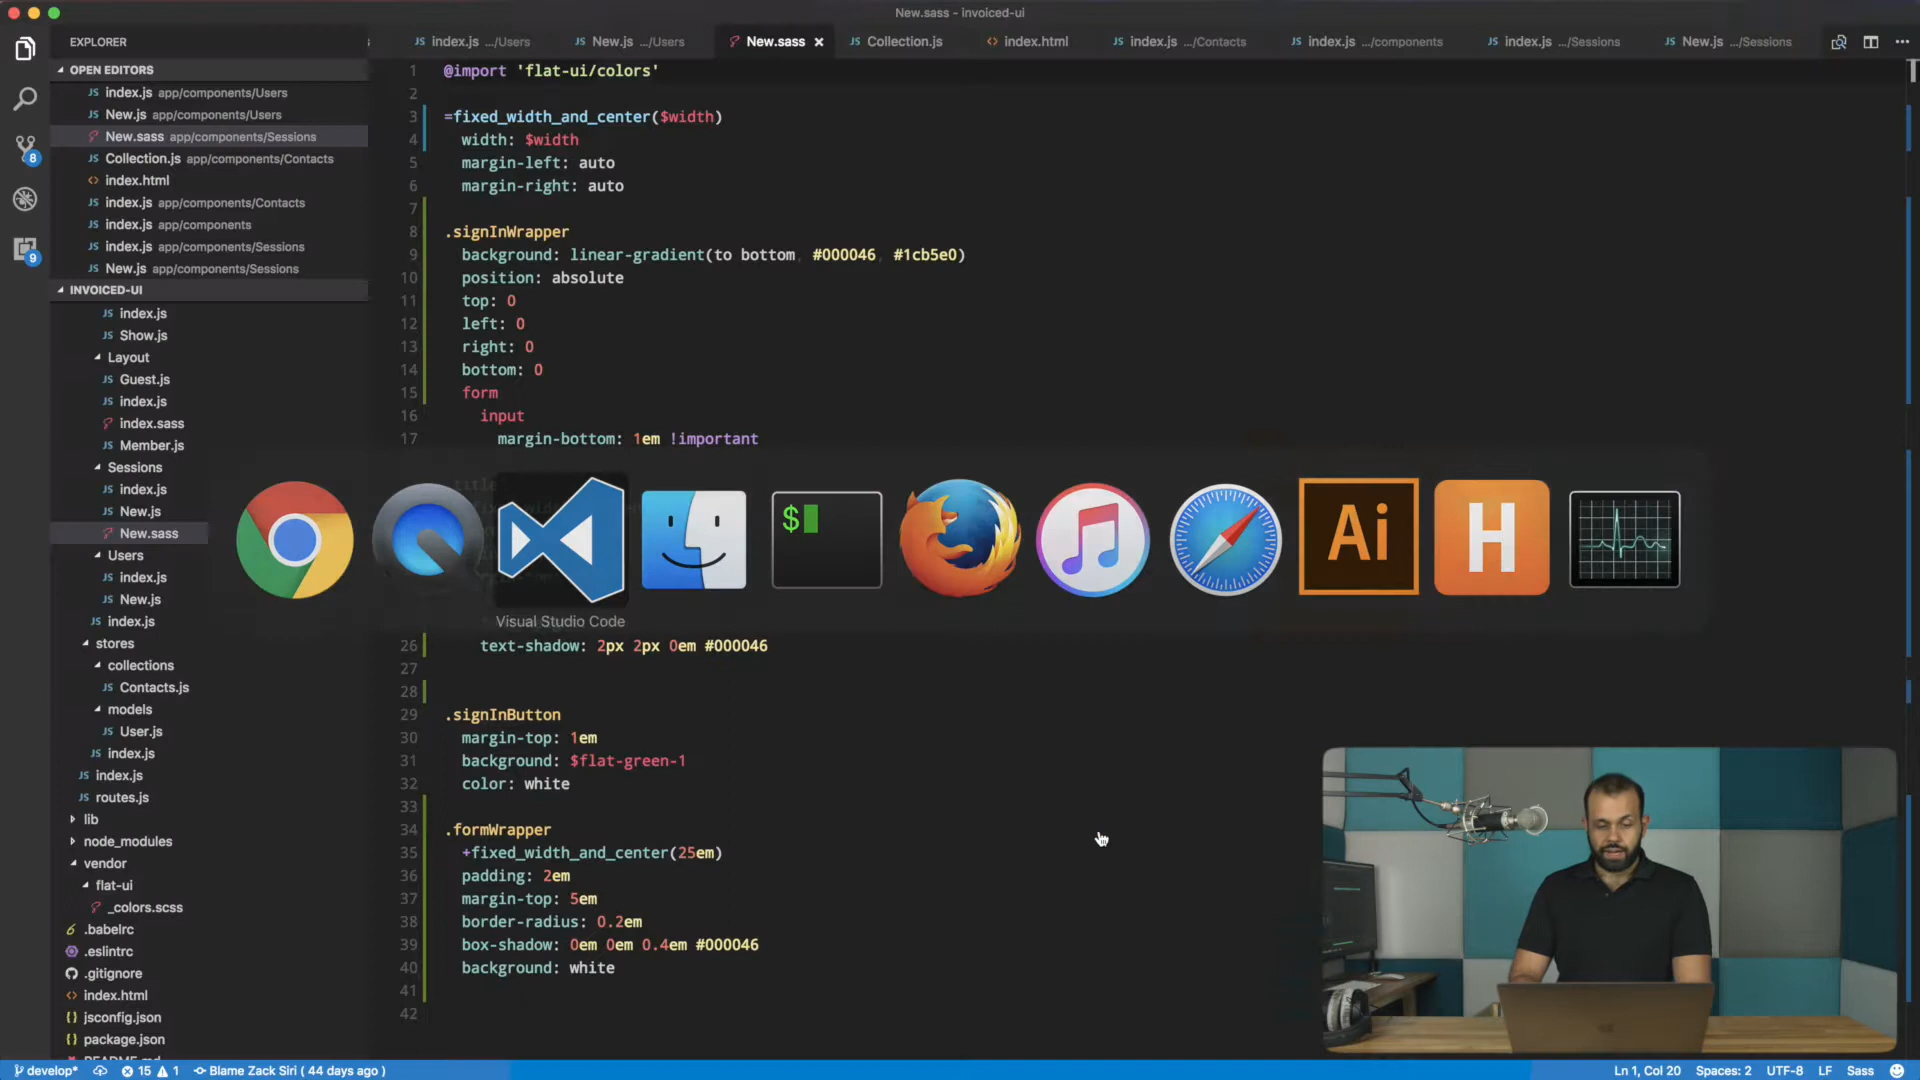 New.sass - invoiced-ui
EXPLORER
index.js .../Users
New.js .../Users
New.sass
Collection.js
index.html
index.js .../Contacts
index.js .../components
index.js .../Sessions
New.js .../Sessions
OPEN EDITORS
index.js app/components/Users
New.js app/components/Users
New.sass app/components/Sessions
Collection.js app/components/Contacts
index.html
index.js app/components/Contacts
index.js app/components
index.js app/components/Sessions
New.js app/components/Sessions
INVOICED-UI
index.js
Show.js
Layout
Guest.js
index.js
index.sass
Member.js
Sessions
index.js
New.js
New.sass
Users
index.js
New.js
index.js
stores
collections
Contacts.js
models
User.js
index.js
index.js
routes.js
lib
node_modules
vendor
flat-ui
_colors.scss
.babelrc
.eslintrc
.gitignore
index.html
jsconfig.json
package.json
README.md
8
9
1 @import 'flat-ui/colors'
2
3 =fixed_width_and_center($width)
4 width: $width
5 margin-left: auto
6 margin-right: auto
7
8 .signInWrapper
9 background: linear-gradient(to bottom, #000046, #1cb5e0)
10 position: absolute
11 top: 0
12 left: 0
13 right: 0
14 bottom: 0
15 form
16 input
17 margin-bottom: 1em !important
title
$
Ai
H
Visual Studio Code
26 text-shadow: 2px 2px 0em #000046
27
28
29 .signInButton
30 margin-top: 1em
31 background: $flat-green-1
32 color: white
33
34 .formWrapper
35 +fixed_width_and_center(25em)
36 padding: 2em
37 margin-top: 5em
38 border-radius: 0.2em
39 box-shadow: 0em 0em 0.4em #000046
40 background: white
41
42
develop*
15
1
Blame Zack Siri ( 44 days ago )
Ln 1, Col 20
Spaces: 2
UTF-8
LF
Sass